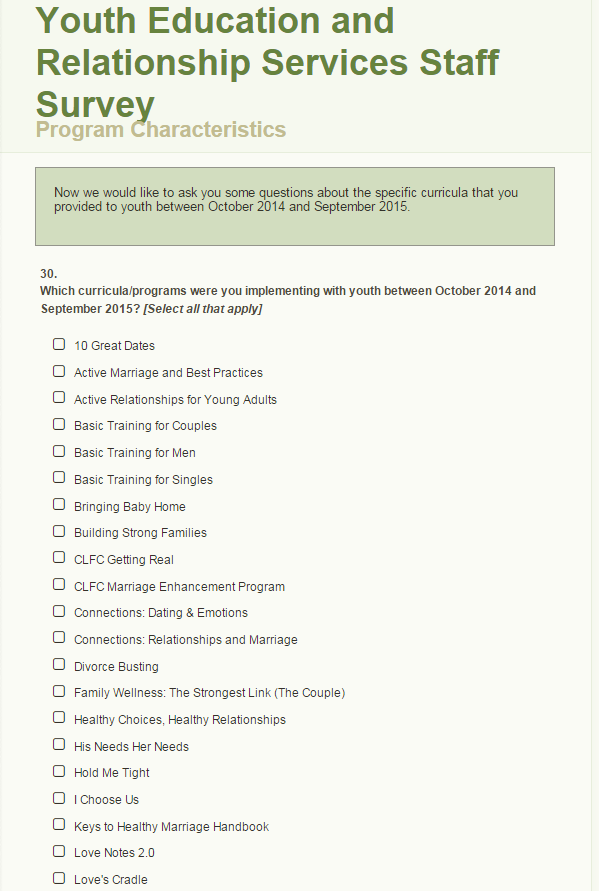 Youth Education and
Relationship Services Staff
Survey
Program Characteristics
Now we would like to ask you some questions about the specific curricula that you
provided to youth between October 2014 and September 2015.
30.
Which curricula/programs were you implementing with youth between October 2014 and
September 2015? [Select all that apply]
10 Great Dates
Active Marriage and Best Practices
Active Relationships for Young Adults
Basic Training for Couples
Basic Training for Men
Basic Training for Singles
Bringing Baby Home
Building Strong Families
CLFC Getting Real
CLFC Marriage Enhancement Program
Connections: Dating & Emotions
Connections: Relationships and Marriage
Divorce Busting
Family Wellness: The Strongest Link (The Couple)
Healthy Choices, Healthy Relationships
His Needs Her Needs
Hold Me Tight
I Choose Us
Keys to Healthy Marriage Handbook
Love Notes 2.0
Love's Cradle